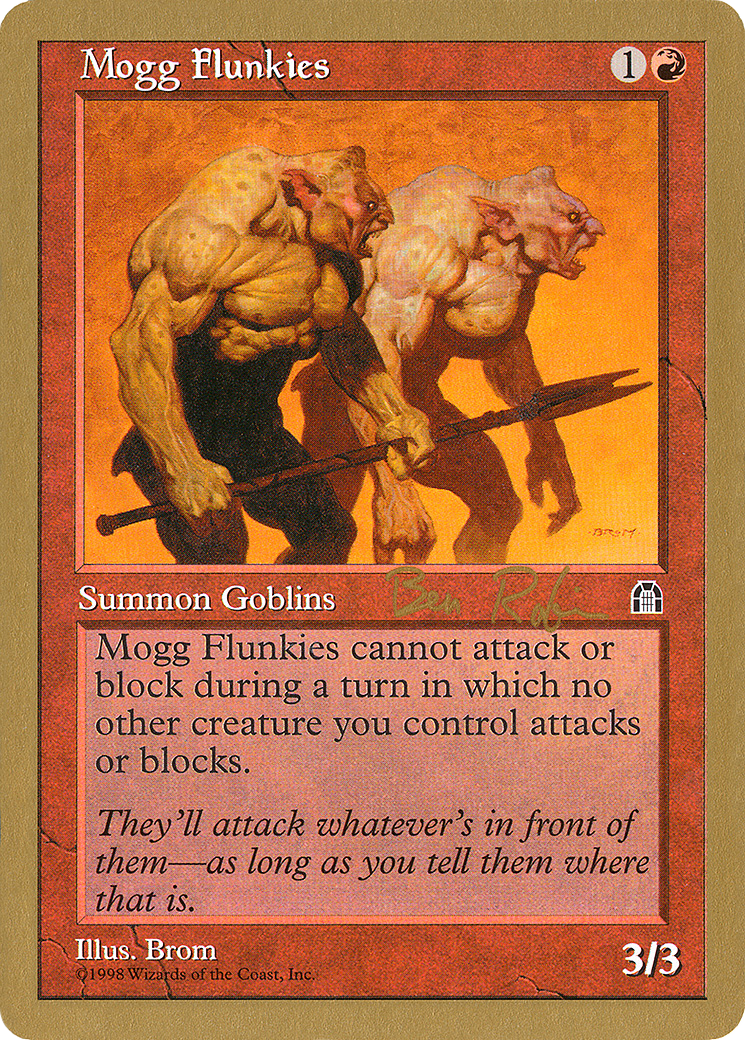 Mogg Flunkies 1
BROM
Summon Goblins
Ben Rubin
Mogg Flunkies cannot attack or
block during a turn in which no
other creature you control attacks
or blocks.
They'll attack whatever's in front of
them—as long as you tell them where
that is.
Illus. Brom
©1998 Wizards of the Coast, Inc.
3/3